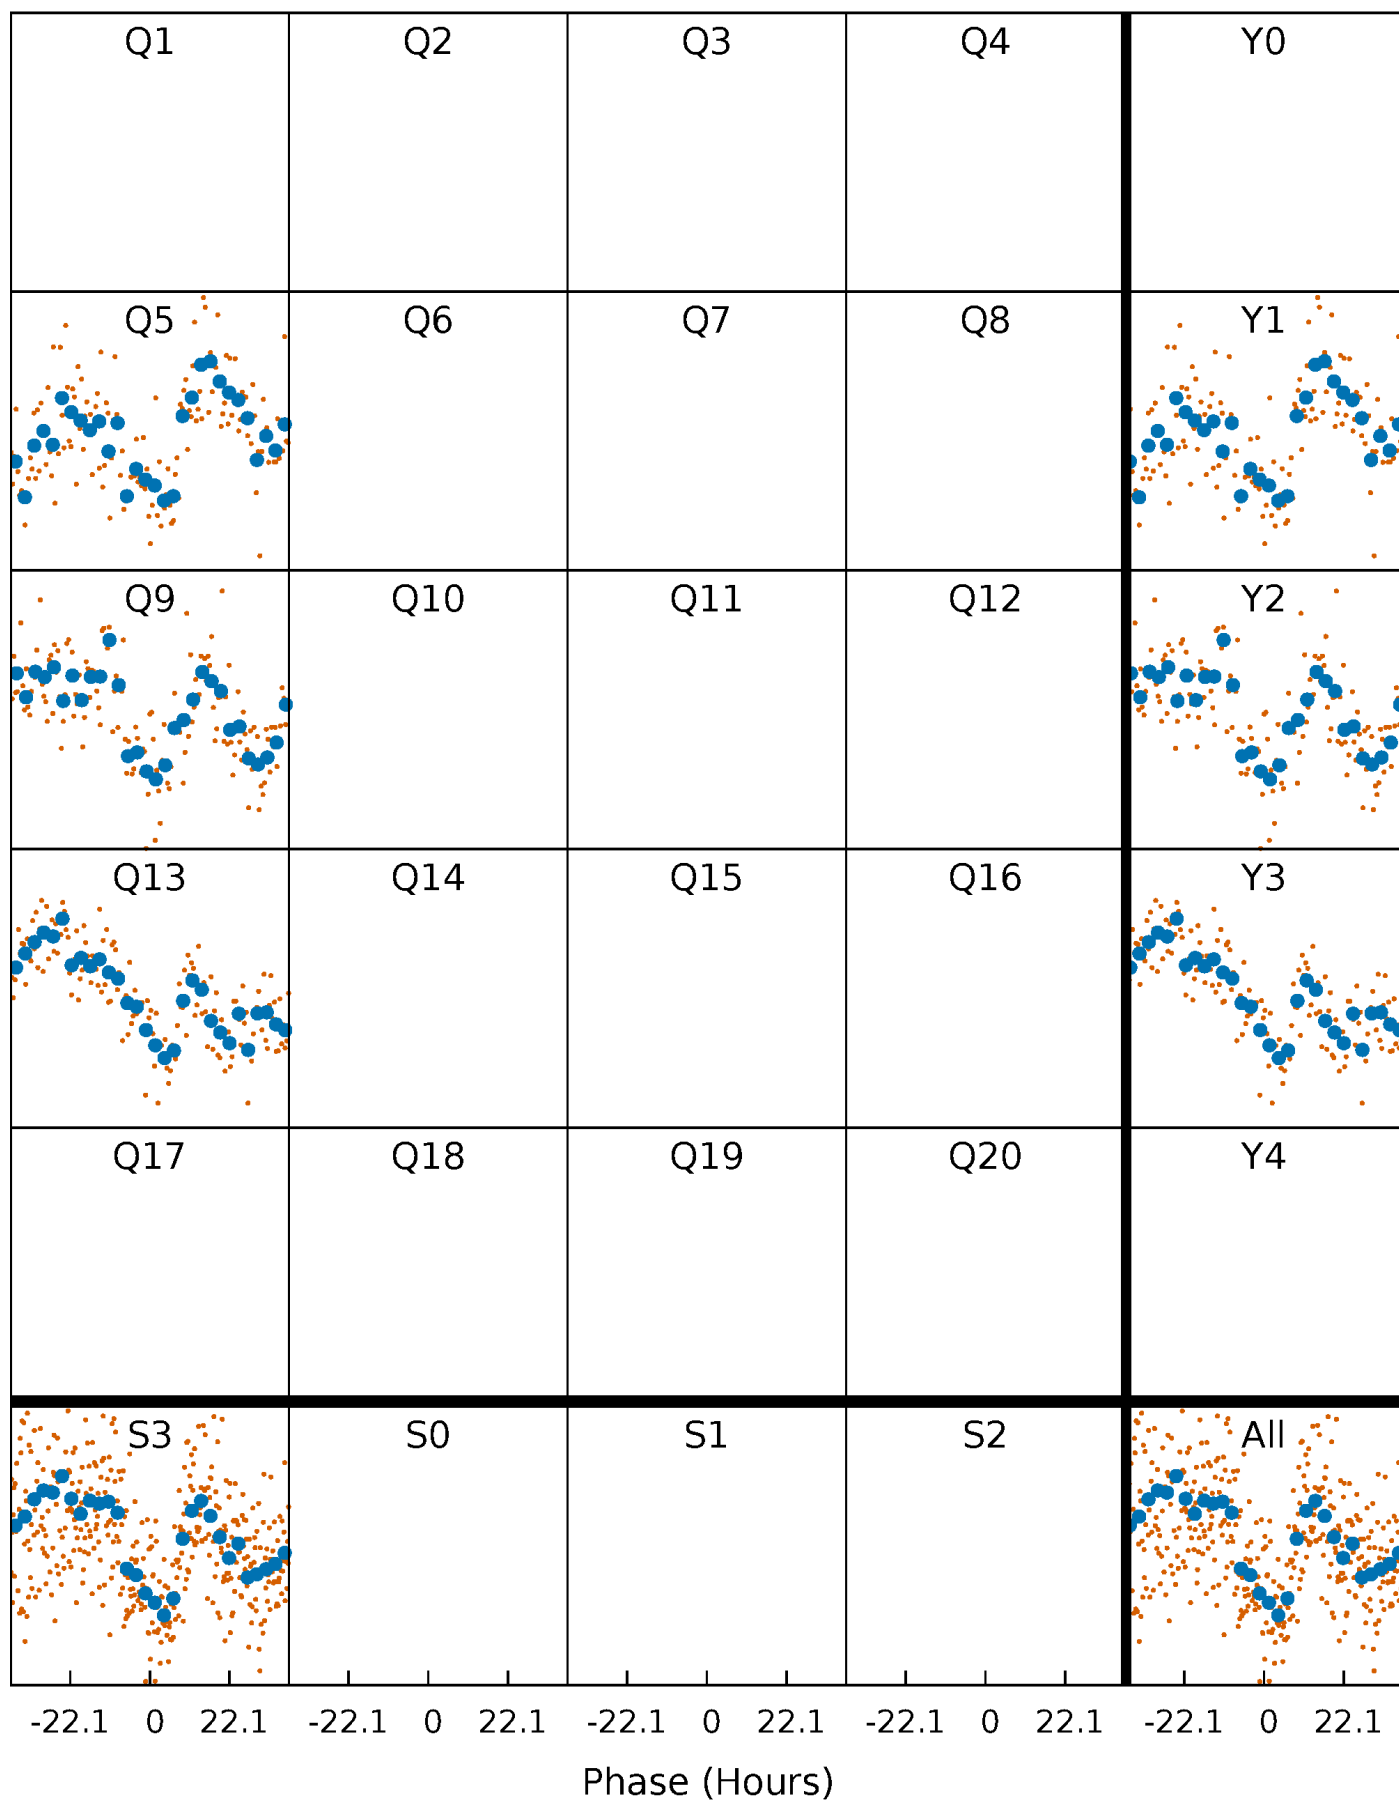 Q1 Q2 Q3 Q4 Y0
Q5 Q6 Q7 Q8 Y1
Q9 Q10 Q11 Q12 Y2
Q13 Q14 Q15 Q16 Y3
Q17 Q18 Q19 Q20 Y4
S3 S0 S1 S2 All
-22.1 0 22.1 -22.1 0 22.1 -22.1 0 22.1 -22.1 0 22.1 -22.1 0 22.1
Phase (Hours)